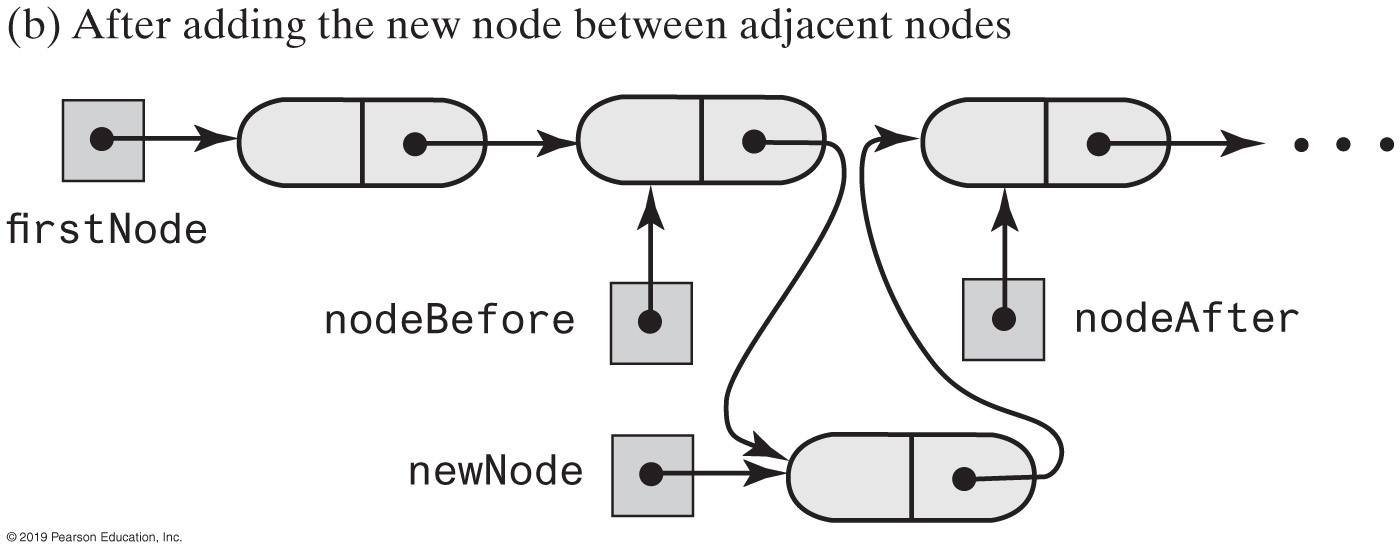 (b) After adding the new node between adjacent nodes
firstNode
nodeBefore
nodeAfter
newNode
© 2019 Pearson Education, Inc.